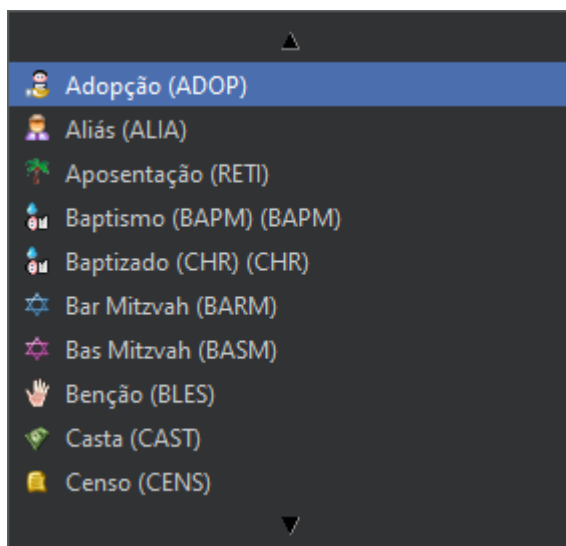 Adopção (ADOP)
Aliás (ALIA)
Aposentação (RETI)
Baptismo (BAPM) (BAPM)
Baptizado (CHR) (CHR)
Bar Mitzvah (BARM)
Bas Mitzvah (BASM)
Benção (BLES)
Casta (CAST)
Censo (CENS)